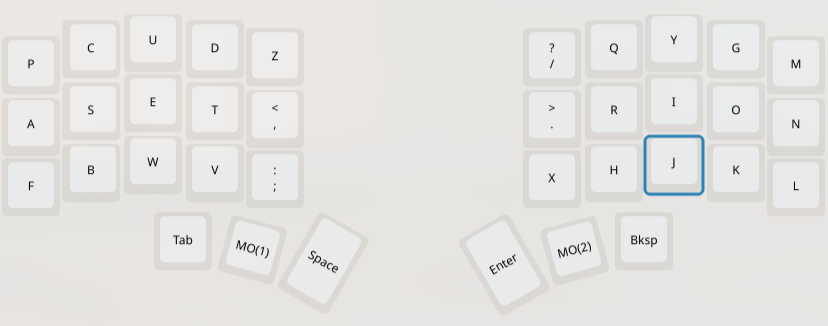 P C U D Z ? / Q Y G M
A S E T < , > . R I O N
F B W V : ; X H J K L
Tab MO(1) Space Enter MO(2) Bksp